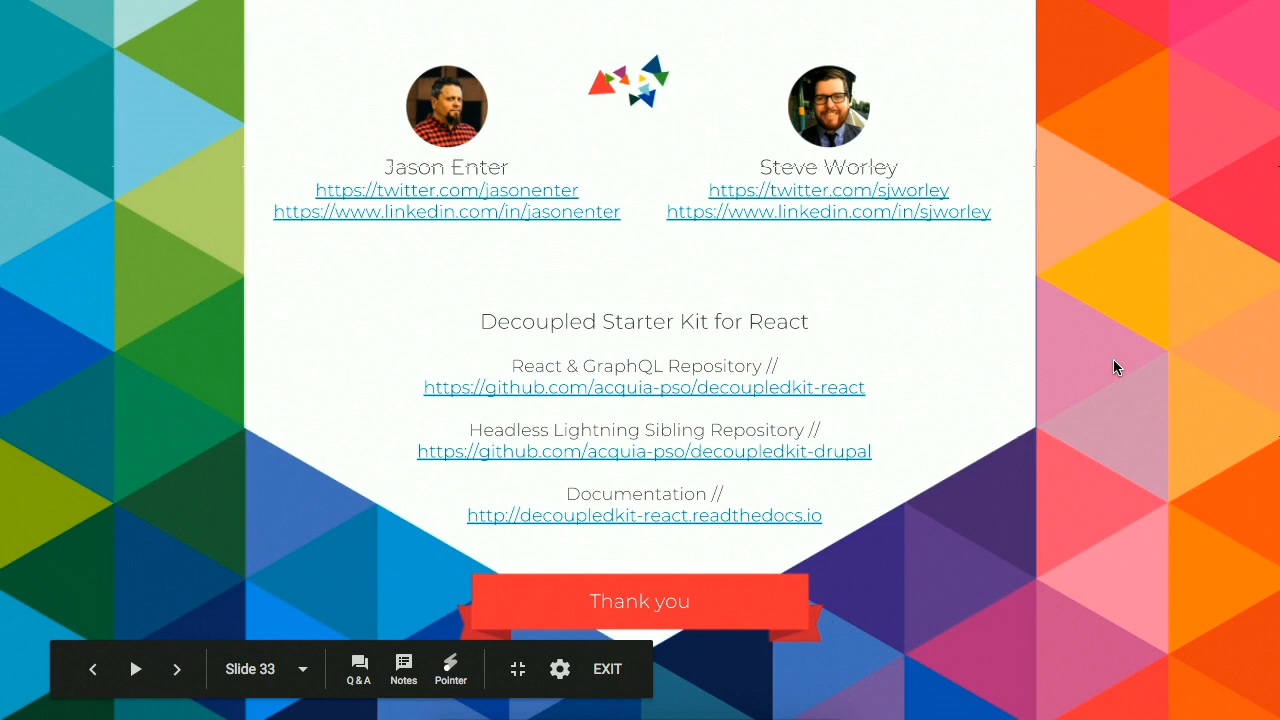 Jason Enter
https://twitter.com/jasonenter
https://www.linkedin.com/in/jasonenter
Steve Worley
https://twitter.com/sjworley
https://www.linkedin.com/in/sjworley
Decoupled Starter Kit for React
React & GraphQL Repository //
https://github.com/acquia-pso/decoupledkit-react
Headless Lightning Sibling Repository //
https://github.com/acquia-pso/decoupledkit-drupal
Documentation //
http://decoupledkit-react.readthedocs.io
Thank you
Slide 33
Q & A
Notes
Pointer
EXIT